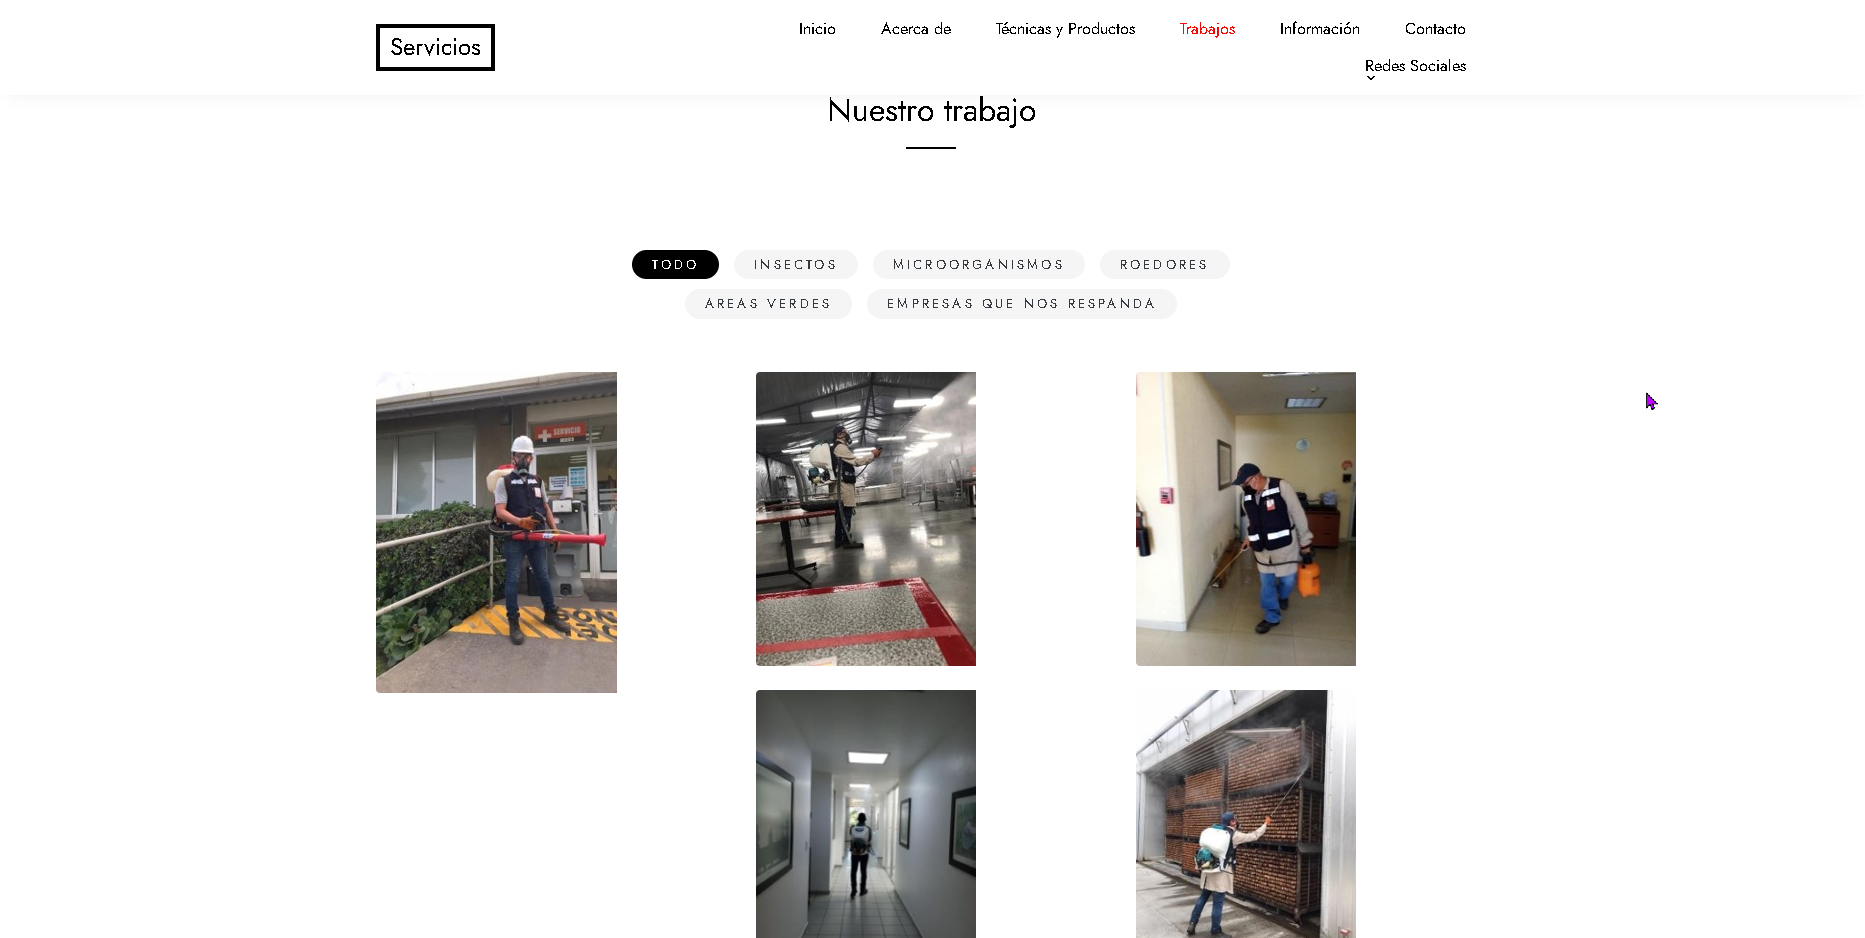 Servicios
Inicio Acerca de Técnicas y Productos Trabajos Información Contacto
Redes Sociales
Nuestro trabajo
TODO INSECTOS MICROORGANISMOS ROEDORES
AREAS VERDES EMPRESAS QUE NOS RESPANDA
SERVICIO